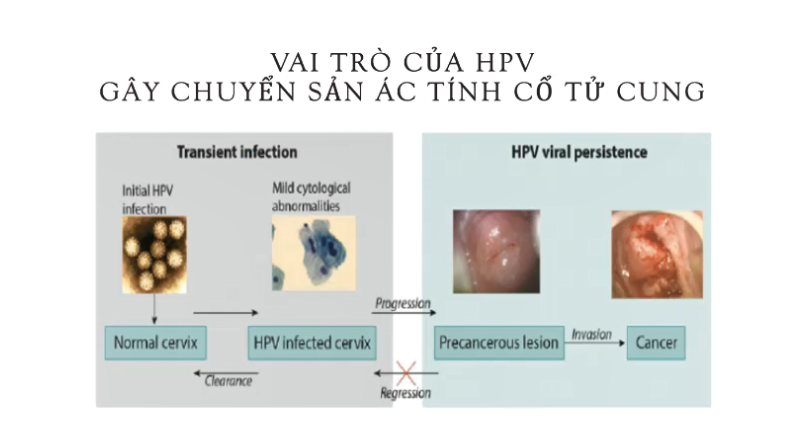 VAI TRÒ CỦA HPV
GÂY CHUYỂN SẢN ÁC TÍNH CỔ TỬ CUNG
Transient infection
HPV viral persistence
Initial HPV
infection
Mild cytological
abnormalities
Progression
Normal cervix
HPV infected cervix
Precancerous lesion
Invasion
Cancer
Clearance
Regression